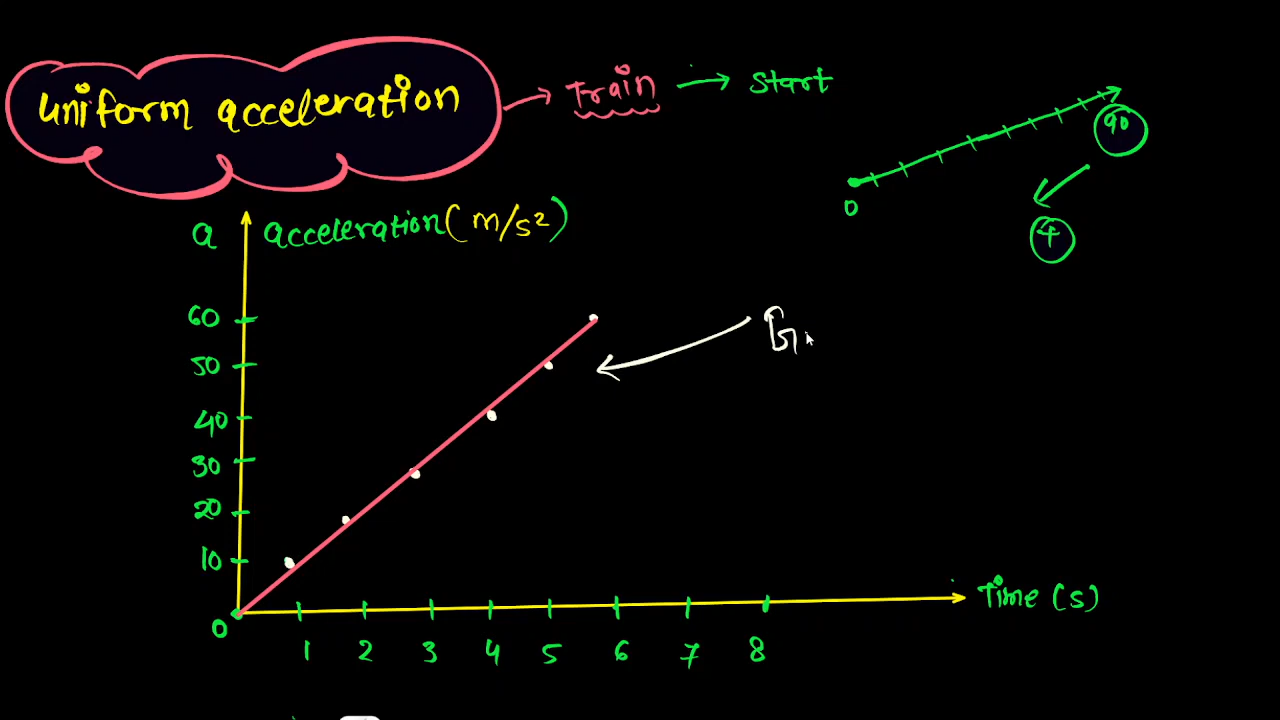 uniform acceleration → Train → Start
90
0
4
a acceleration (m/s²)
60
50
40
30
20
10
0
1 2 3 4 5 6 7 8
Time (s)